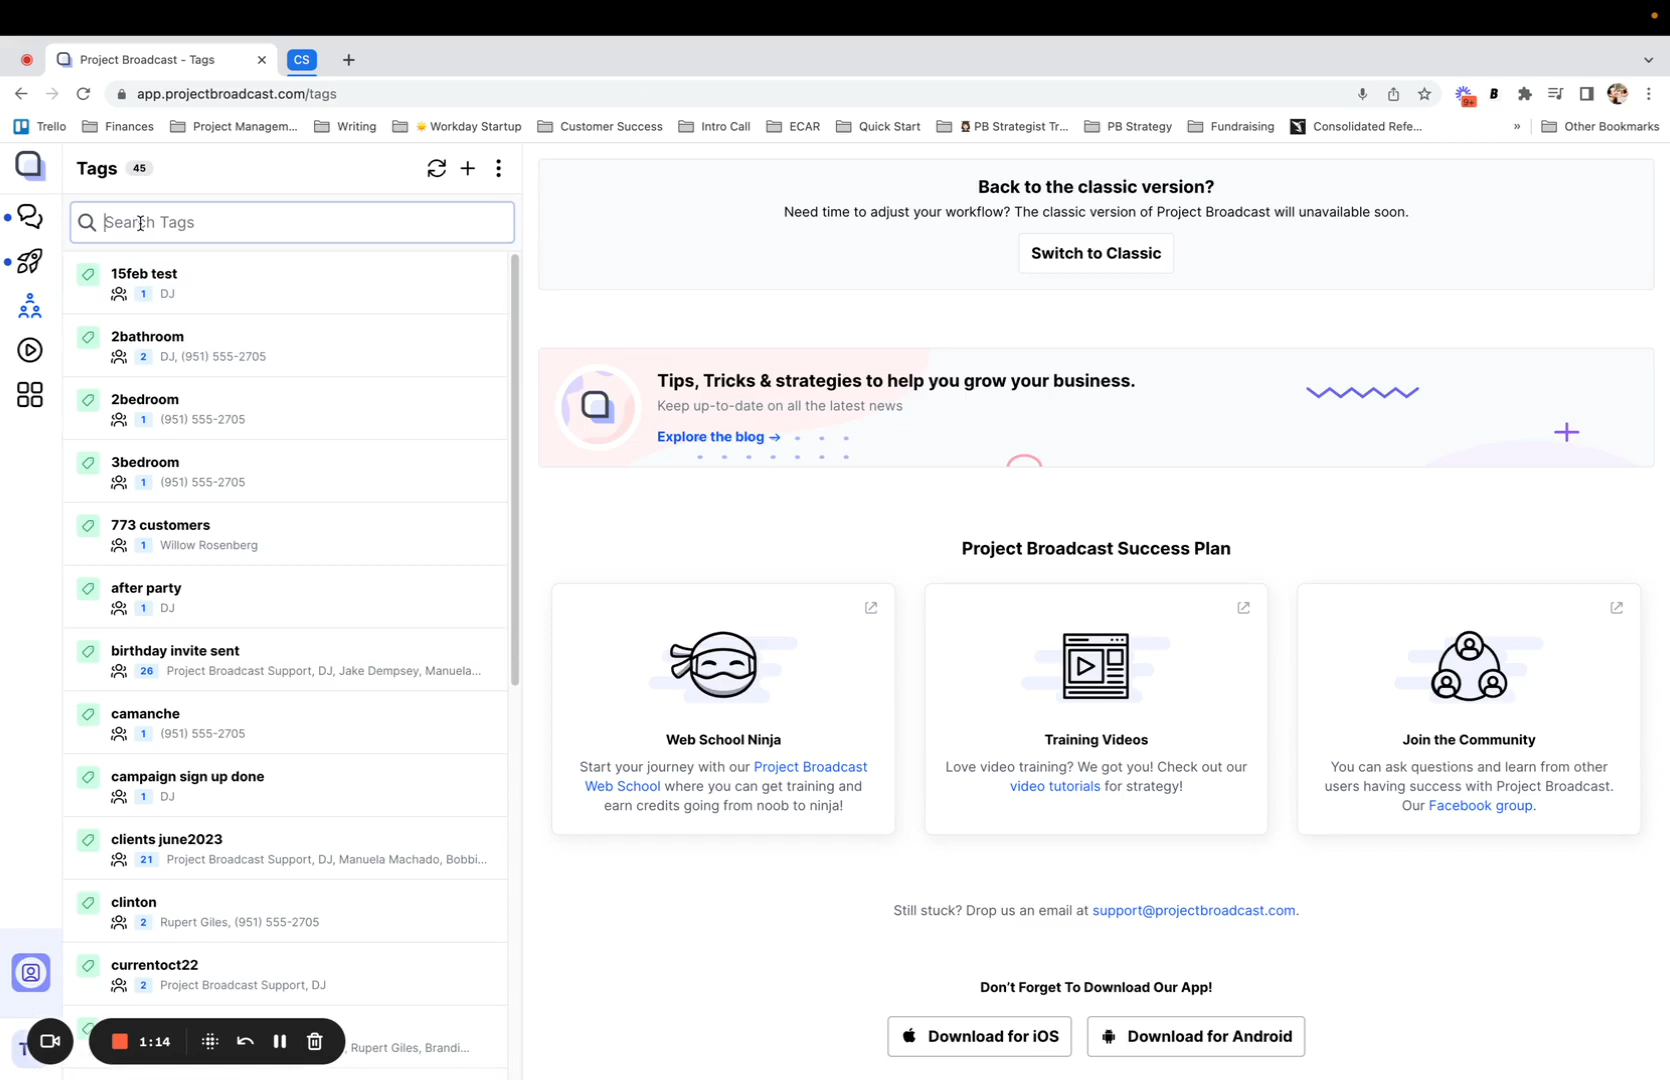 Project Broadcast - Tags
CS
app.projectbroadcast.com/tags
9+
B
Trello
Finances
Project Managem...
Writing
Workday Startup
Customer Success
Intro Call
ECAR
Quick Start
PB Strategist Tr...
PB Strategy
Fundraising
Consolidated Refe...
»
Other Bookmarks
Tags 45
Search Tags
15feb test
1 DJ
2bathroom
2 DJ, (951) 555-2705
2bedroom
1 (951) 555-2705
3bedroom
1 (951) 555-2705
773 customers
1 Willow Rosenberg
after party
1 DJ
birthday invite sent
26 Project Broadcast Support, DJ, Jake Dempsey, Manuela...
camanche
1 (951) 555-2705
campaign sign up done
1 DJ
clients june2023
21 Project Broadcast Support, DJ, Manuela Machado, Bobbi...
clinton
2 Rupert Giles, (951) 555-2705
currentoct22
2 Project Broadcast Support, DJ
, Rupert Giles, Brandi...
1:14
Back to the classic version?
Need time to adjust your workflow? The classic version of Project Broadcast will unavailable soon.
Switch to Classic
Tips, Tricks & strategies to help you grow your business.
Keep up-to-date on all the latest news
Explore the blog →
Project Broadcast Success Plan
Web School Ninja
Start your journey with our Project Broadcast
Web School where you can get training and
earn credits going from noob to ninja!
Training Videos
Love video training? We got you! Check out our
video tutorials for strategy!
Join the Community
You can ask questions and learn from other
users having success with Project Broadcast.
Our Facebook group.
Still stuck? Drop us an email at support@projectbroadcast.com.
Don't Forget To Download Our App!
Download for iOS
Download for Android